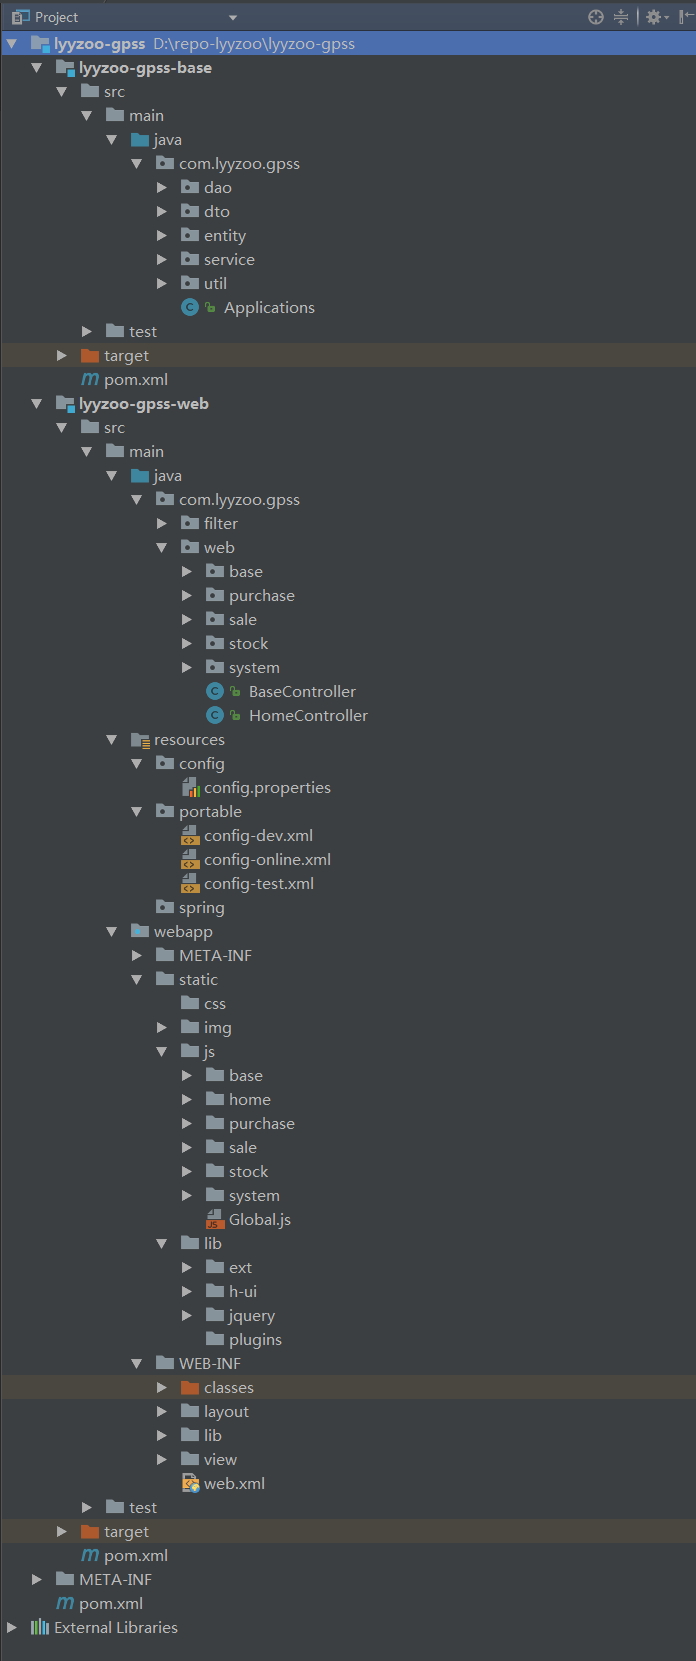 Project
lyyzoo-gpss D:\repo-lyyzoo\lyyzoo-gpss
lyyzoo-gpss-base
src
main
java
com.lyyzoo.gpss
dao
dto
entity
service
util
Applications
test
target
pom.xml
lyyzoo-gpss-web
src
main
java
com.lyyzoo.gpss
filter
web
base
purchase
sale
stock
system
BaseController
HomeController
resources
config
config.properties
portable
config-dev.xml
config-online.xml
config-test.xml
spring
webapp
META-INF
static
css
img
js
base
home
purchase
sale
stock
system
Global.js
lib
ext
h-ui
jquery
plugins
WEB-INF
classes
layout
lib
view
web.xml
test
target
pom.xml
META-INF
pom.xml
External Libraries